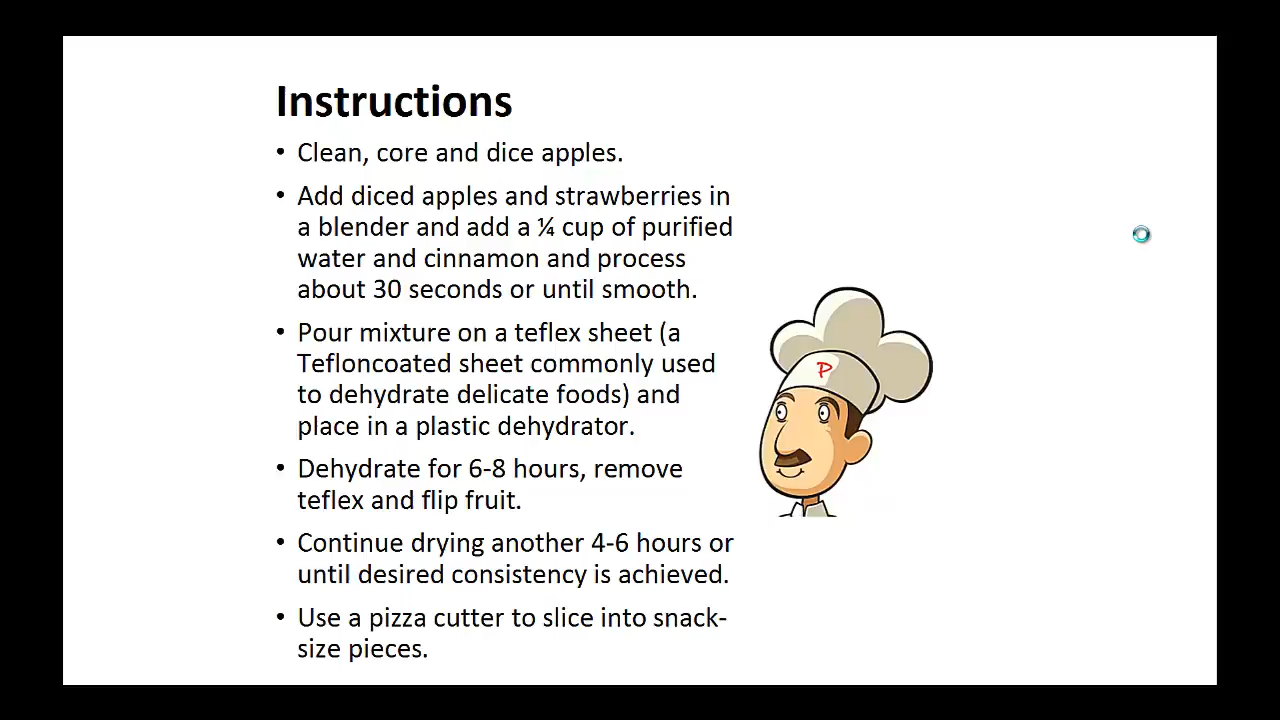 Instructions
• Clean, core and dice apples.
• Add diced apples and strawberries in
a blender and add a ¼ cup of purified
water and cinnamon and process
about 30 seconds or until smooth.
• Pour mixture on a teflex sheet (a
Tefloncoated sheet commonly used
to dehydrate delicate foods) and
place in a plastic dehydrator.
• Dehydrate for 6-8 hours, remove
teflex and flip fruit.
• Continue drying another 4-6 hours or
until desired consistency is achieved.
• Use a pizza cutter to slice into snack-
size pieces.
P